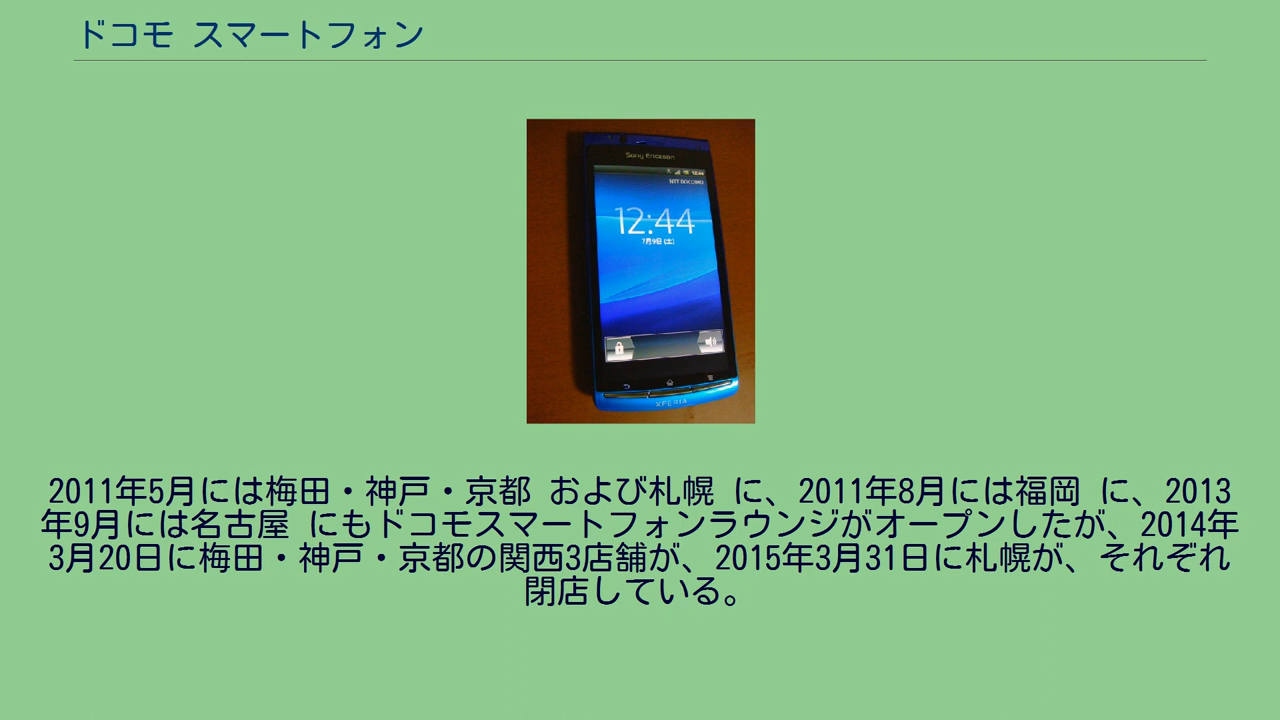 ドコモ スマートフォン
Sony Ericsson
12:44
NTT DOCOMO
12:44
7月9日 (土)
XPERIA
2011年5月には梅田・神戸・京都 および札幌 に、2011年8月には福岡 に、2013
年9月には名古屋 にもドコモスマートフォンラウンジがオープンしたが、2014年
3月20日に梅田・神戸・京都の関西3店舗が、2015年3月31日に札幌が、それぞれ
閉店している。